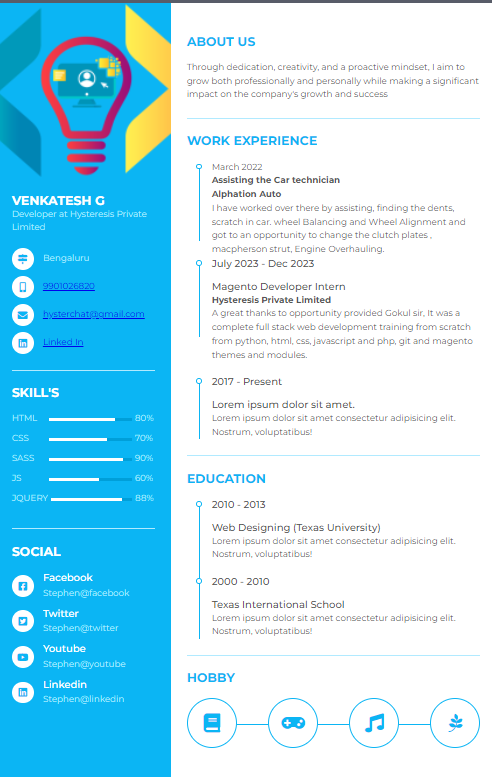 VENKATESH G
Developer at Hysteresis Private
Limited
Bengaluru
9901026820
hysterchat@gmail.com
Linked In
SKILL'S
HTML 80%
CSS 70%
SASS 90%
JS 60%
JQUERY 88%
SOCIAL
Facebook
Stephen@facebook
Twitter
Stephen@twitter
Youtube
Stephen@youtube
Linkedin
Stephen@linkedin
ABOUT US
Through dedication, creativity, and a proactive mindset, I aim to
grow both professionally and personally while making a significant
impact on the company's growth and success
WORK EXPERIENCE
March 2022
Assisting the Car technician
Alphation Auto
I have worked over there by assisting, finding the dents,
scratch in car. wheel Balancing and Wheel Alignment and
got to an opportunity to change the clutch plates ,
macpherson strut, Engine Overhauling.
July 2023 - Dec 2023
Magento Developer Intern
Hysteresis Private Limited
A great thanks to opportunity provided Gokul sir, It was a
complete full stack web development training from scratch
from python, html, css, javascript and php, git and magento
themes and modules.
2017 - Present
Lorem ipsum dolor sit amet.
Lorem ipsum dolor sit amet consectetur adipisicing elit.
Nostrum, voluptatibus!
EDUCATION
2010 - 2013
Web Designing (Texas University)
Lorem ipsum dolor sit amet consectetur adipisicing elit.
Nostrum, voluptatibus!
2000 - 2010
Texas International School
Lorem ipsum dolor sit amet consectetur adipisicing elit.
Nostrum, voluptatibus!
HOBBY